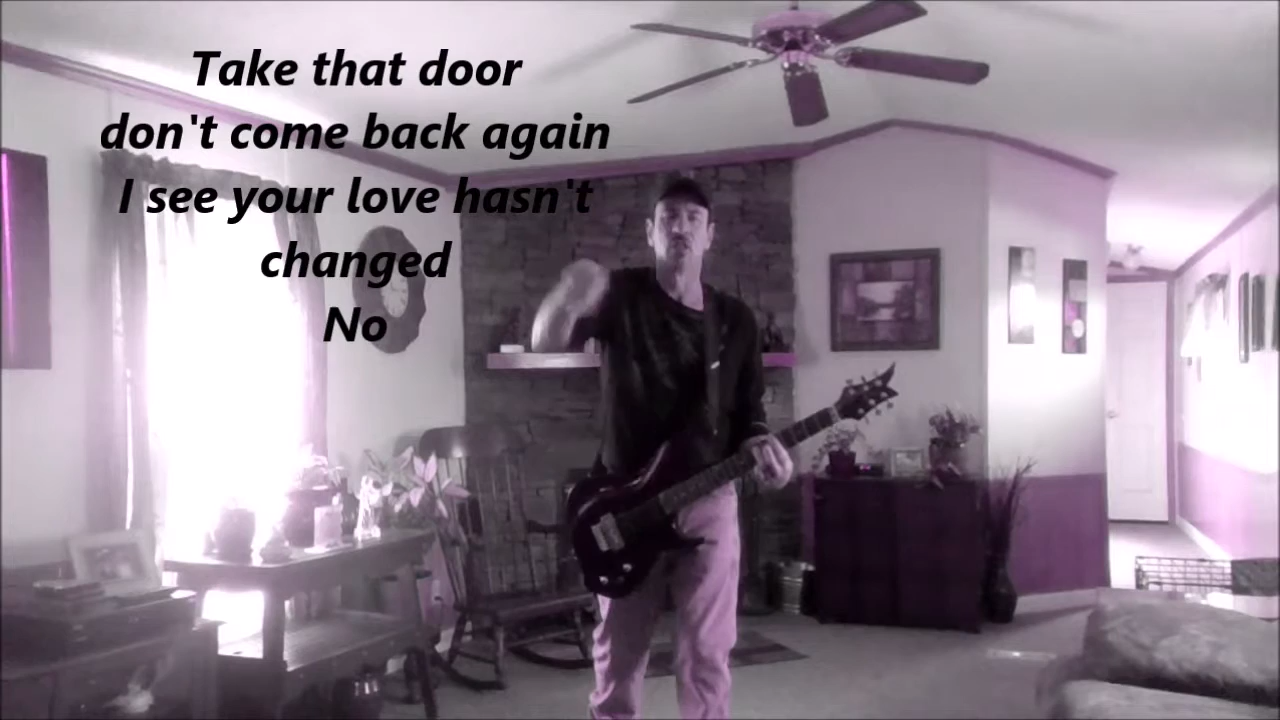 Take that door
don't come back again
I see your love hasn't
changed
No